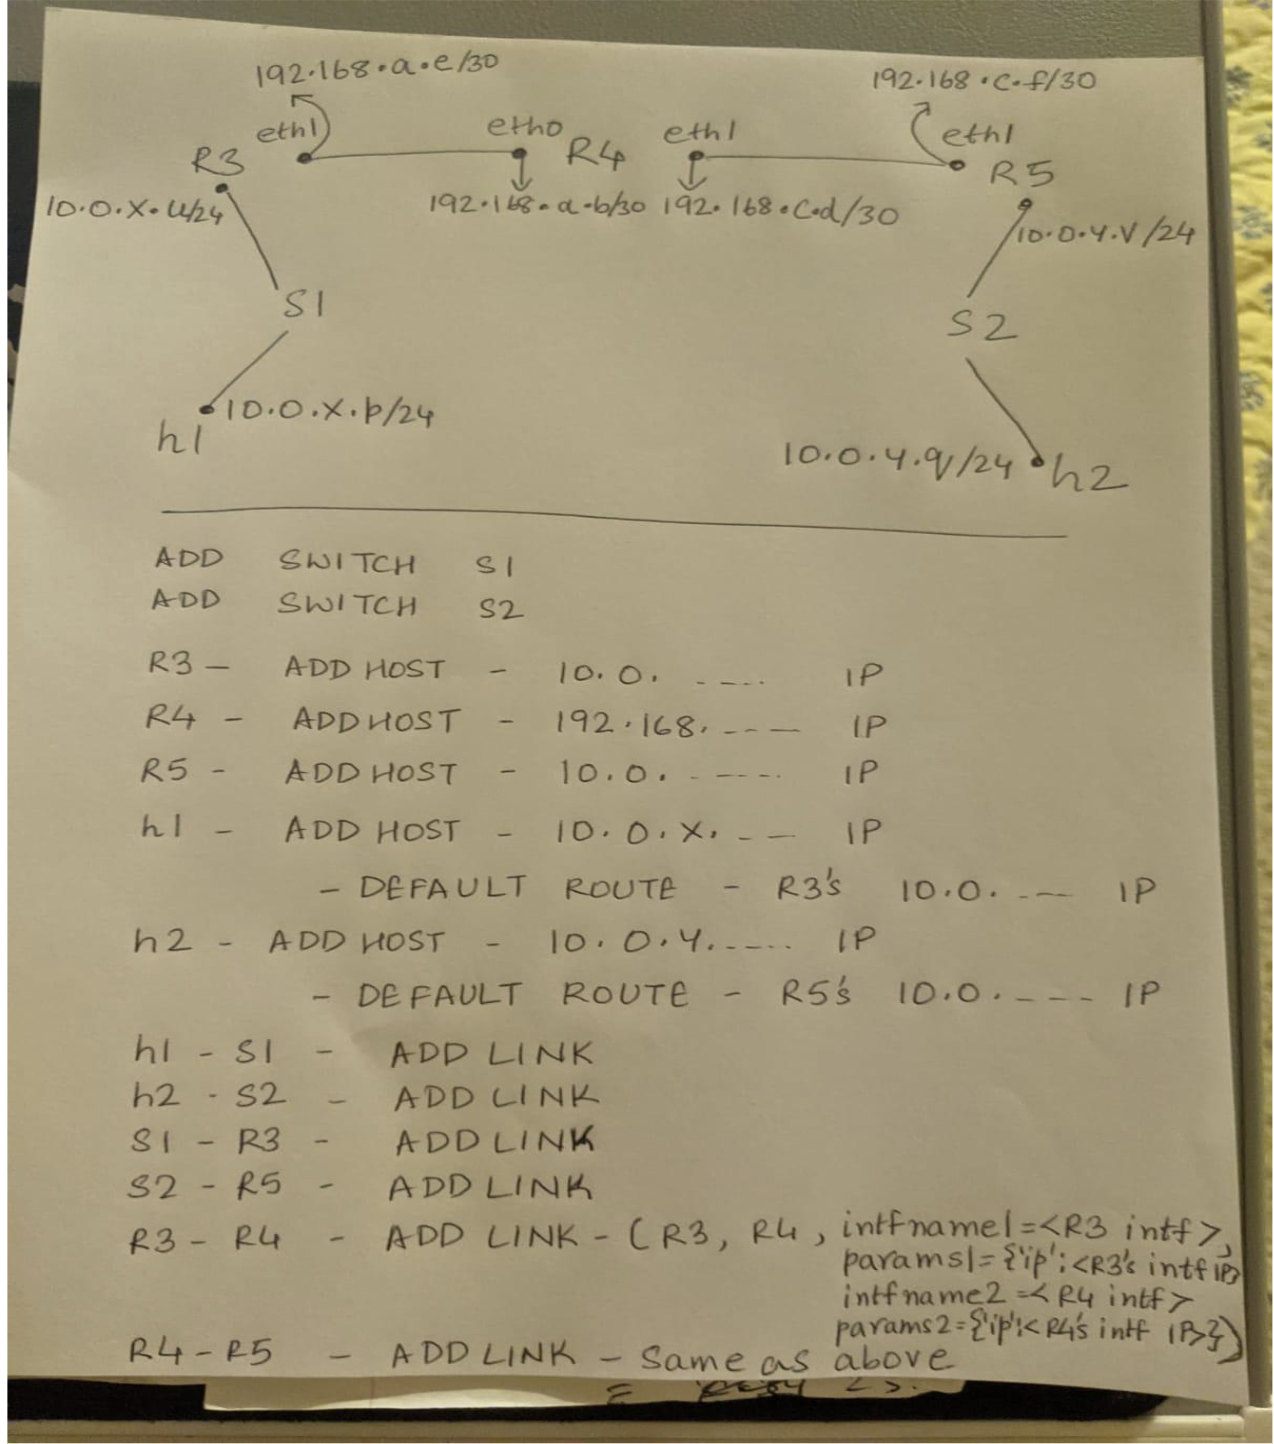 192.168.a.e/30
192.168.c.f/30
eth1
eth0
eth1
eth1
R3
R4
R5
10.0.x.u/24
192.168.a.b/30
192.168.c.d/30
10.0.y.v/24
S1
S2
10.0.x.p/24
h1
10.0.y.q/24
h2
ADD SWITCH S1
ADD SWITCH S2
R3 - ADD HOST - 10.0. ---- IP
R4 - ADD HOST - 192.168. --- IP
R5 - ADD HOST - 10.0. ----- IP
h1 - ADD HOST - 10.0.x. -- IP
- DEFAULT ROUTE - R3's 10.0. --- IP
h2 - ADD HOST - 10.0.y. ---- IP
- DEFAULT ROUTE - R5's 10.0. ---- IP
h1 - S1 - ADD LINK
h2 - S2 - ADD LINK
S1 - R3 - ADD LINK
S2 - R5 - ADD LINK
R3 - R4 - ADD LINK - (R3, R4, intfname1=<R3 intf>,
params1={'ip':<R3's intf IP>
intfname2=<R4 intf>
params2={'ip':<R4's intf IP>})
R4 - R5 - ADD LINK - same as above